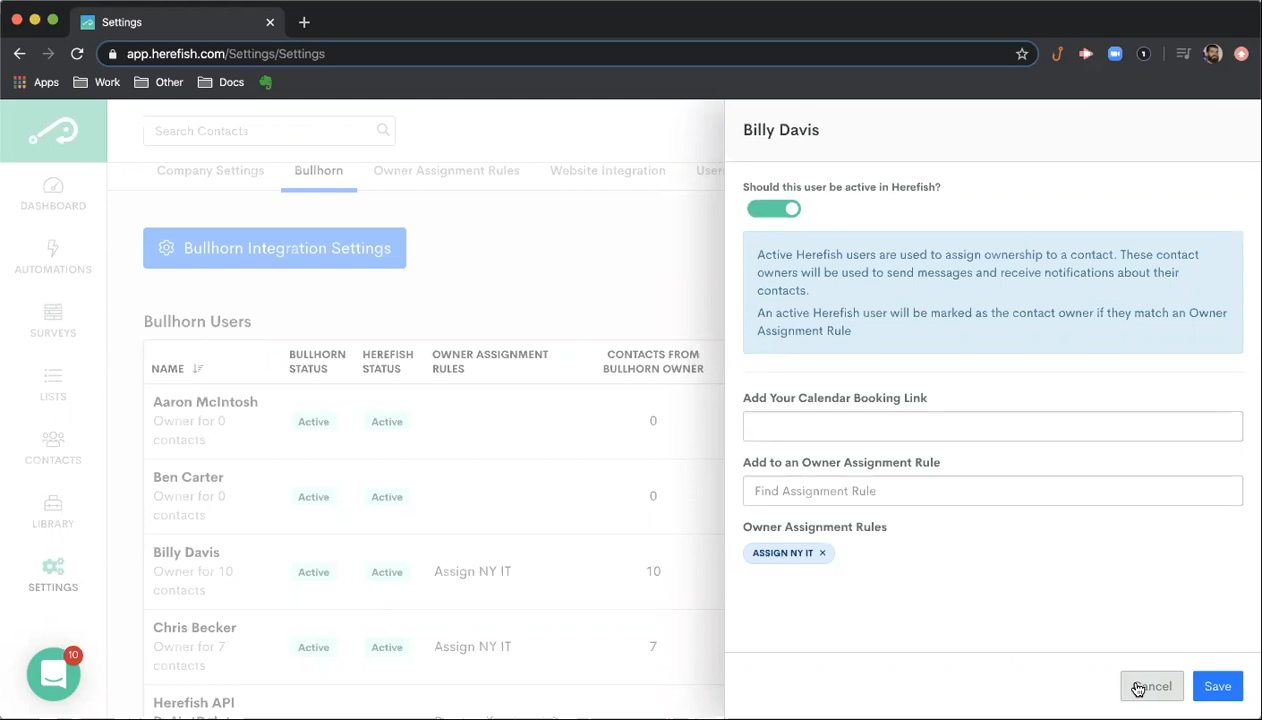 Settings
app.herefish.com/Settings/Settings
Apps Work Other Docs
Search Contacts
Company Settings Bullhorn Owner Assignment Rules Website Integration Users
DASHBOARD
AUTOMATIONS
SURVEYS
LISTS
CONTACTS
LIBRARY
SETTINGS
10
Bullhorn Integration Settings
Bullhorn Users
NAME
BULLHORN STATUS
HEREFISH STATUS
OWNER ASSIGNMENT RULES
CONTACTS FROM BULLHORN OWNER
Aaron McIntosh
Owner for 0
contacts
Active Active 0
Ben Carter
Owner for 0
contacts
Active Active 0
Billy Davis
Owner for 10
contacts
Active Active Assign NY IT 10
Chris Becker
Owner for 7
contacts
Active Active Assign NY IT 7
Herefish API
Billy Davis
Should this user be active in Herefish?
Active Herefish users are used to assign ownership to a contact. These contact
owners will be used to send messages and receive notifications about their
contacts.
An active Herefish user will be marked as the contact owner if they match an Owner
Assignment Rule
Add Your Calendar Booking Link
Add to an Owner Assignment Rule
Find Assignment Rule
Owner Assignment Rules
ASSIGN NY IT ×
Cancel Save